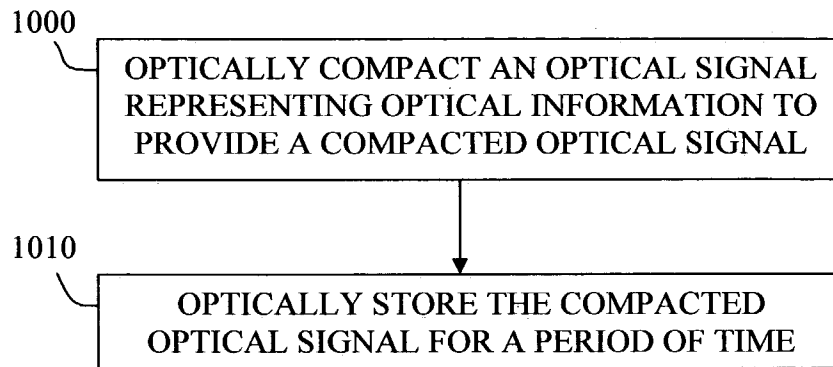 1000
OPTICALLY COMPACT AN OPTICAL SIGNAL
REPRESENTING OPTICAL INFORMATION TO
PROVIDE A COMPACTED OPTICAL SIGNAL
1010
OPTICALLY STORE THE COMPACTED
OPTICAL SIGNAL FOR A PERIOD OF TIME